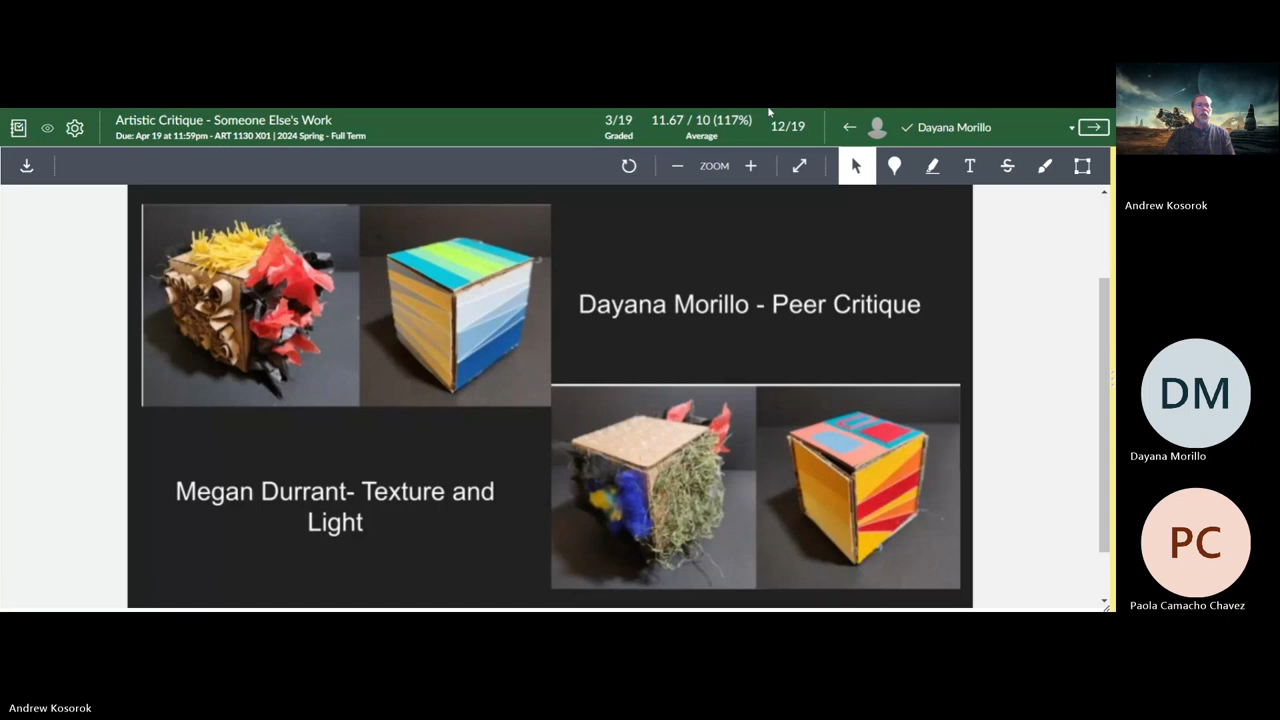 Artistic Critique - Someone Else's Work
Due: Apr 19 at 11:59pm - ART 1130 X01 | 2024 Spring - Full Term
3/19
Graded
11.67 / 10 (117%)
Average
12/19
Dayana Morillo
ZOOM
T
S
Dayana Morillo - Peer Critique
Megan Durrant- Texture and
Light
Andrew Kosorok
DM
Dayana Morillo
PC
Paola Camacho Chavez
Andrew Kosorok